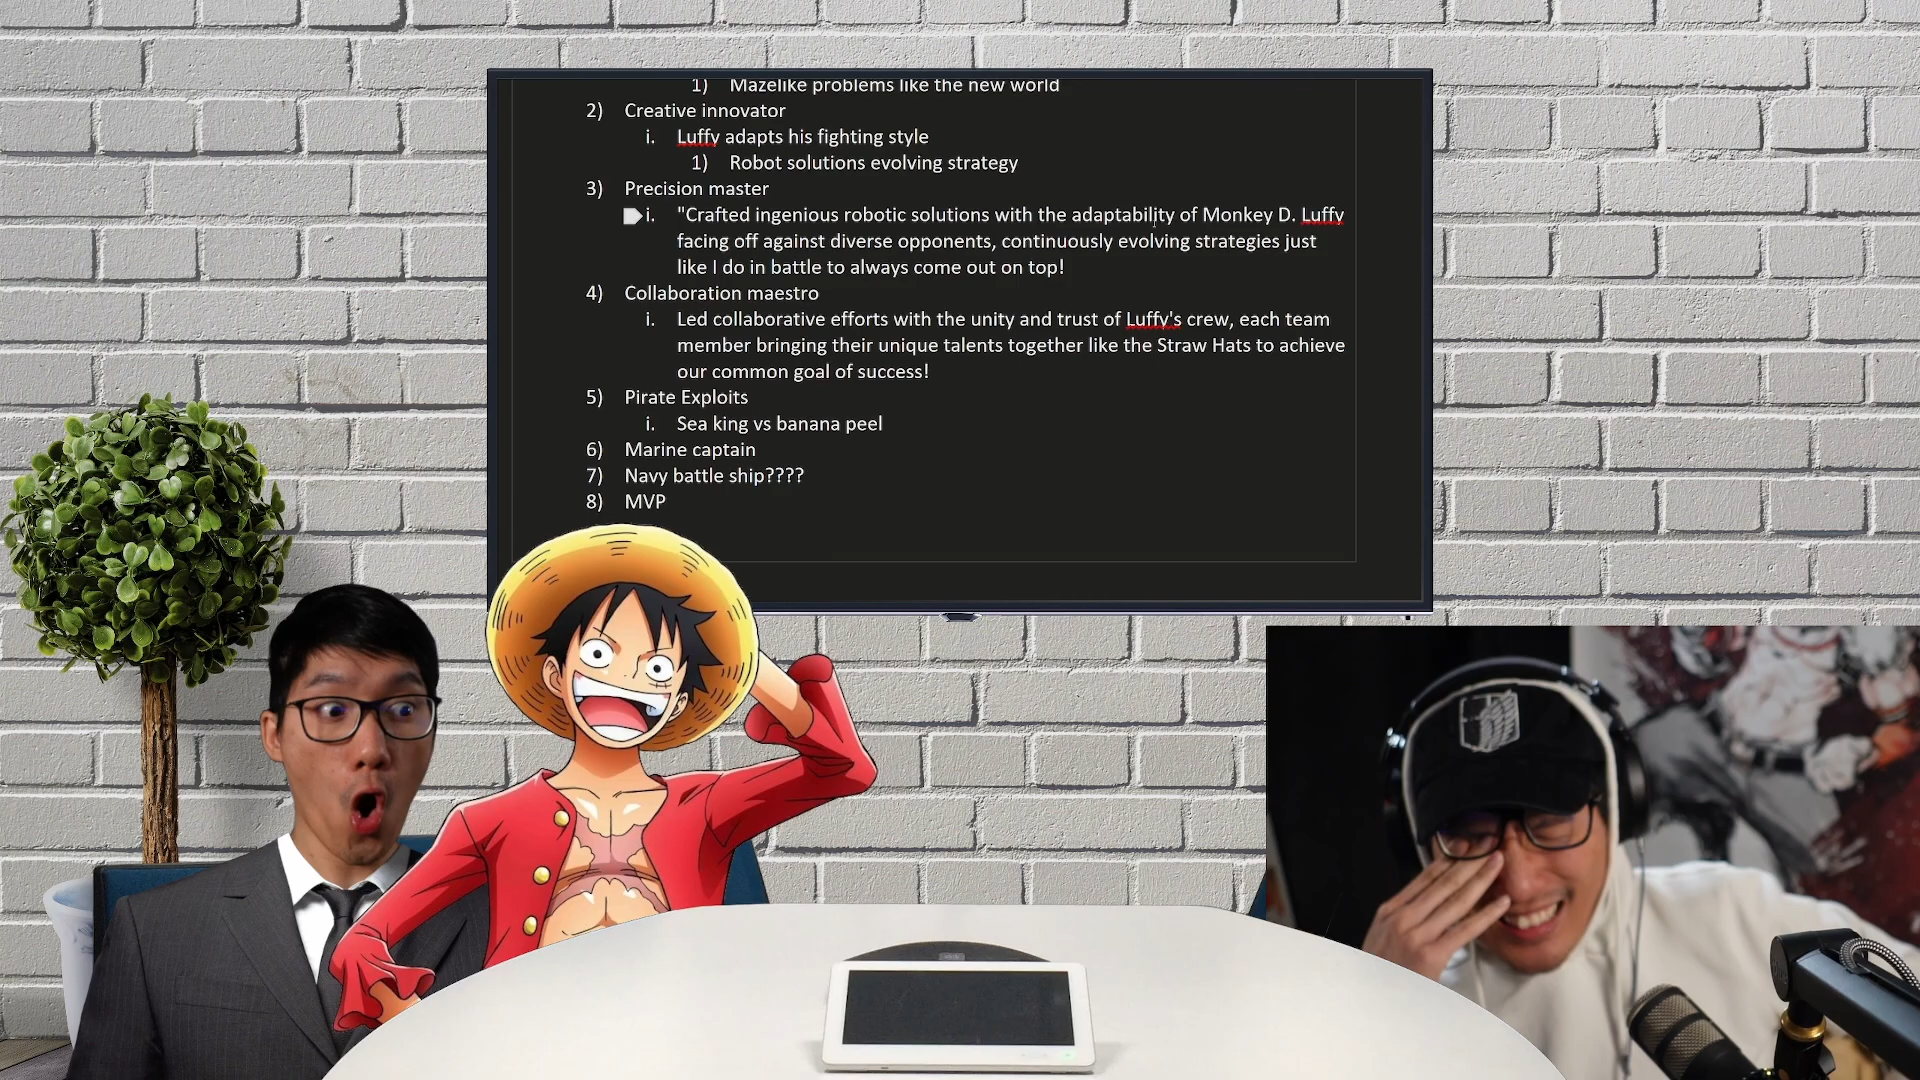 1) Mazelike problems like the new world
2) Creative innovator
i. Luffy adapts his fighting style
1) Robot solutions evolving strategy
3) Precision master
i. "Crafted ingenious robotic solutions with the adaptability of Monkey D. Luffy
facing off against diverse opponents, continuously evolving strategies just
like I do in battle to always come out on top!
4) Collaboration maestro
i. Led collaborative efforts with the unity and trust of Luffy's crew, each team
member bringing their unique talents together like the Straw Hats to achieve
our common goal of success!
5) Pirate Exploits
i. Sea king vs banana peel
6) Marine captain
7) Navy battle ship????
8) MVP